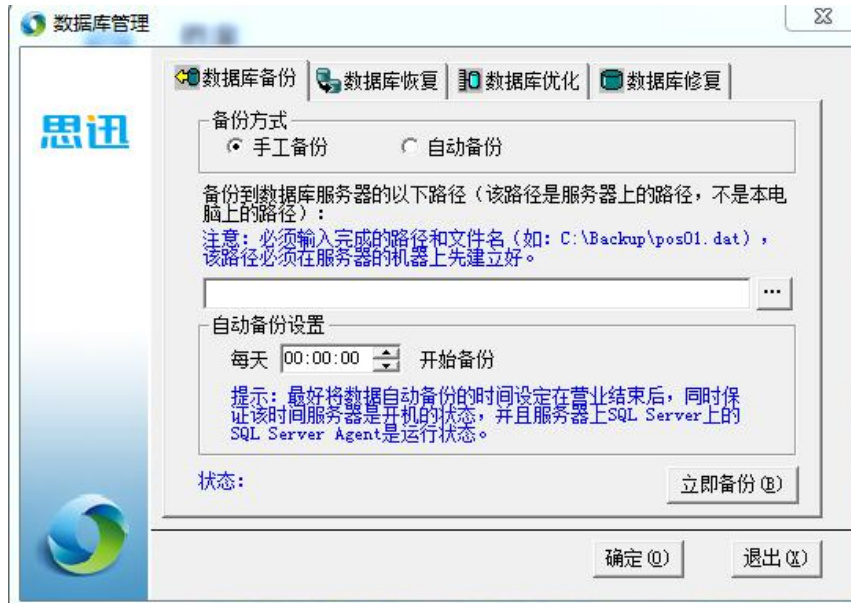 数据库管理
思迅
数据库备份 数据库恢复 数据库优化 数据库修复
备份方式
手工备份 自动备份
备份到数据库服务器的以下路径（该路径是服务器上的路径，不是本电
脑上的路径）：
注意：必须输入完成的路径和文件名（如：C:\Backup\pos01.dat），
该路径必须在服务器的机器上先建立好。
...
自动备份设置
每天 00:00:00 开始备份
提示：最好将数据自动备份的时间设定在营业结束后，同时保
证该时间服务器是开机的状态，并且服务器上SQL Server上的
SQL Server Agent是运行状态。
状态：
立即备份(B)
确定(O) 退出(X)